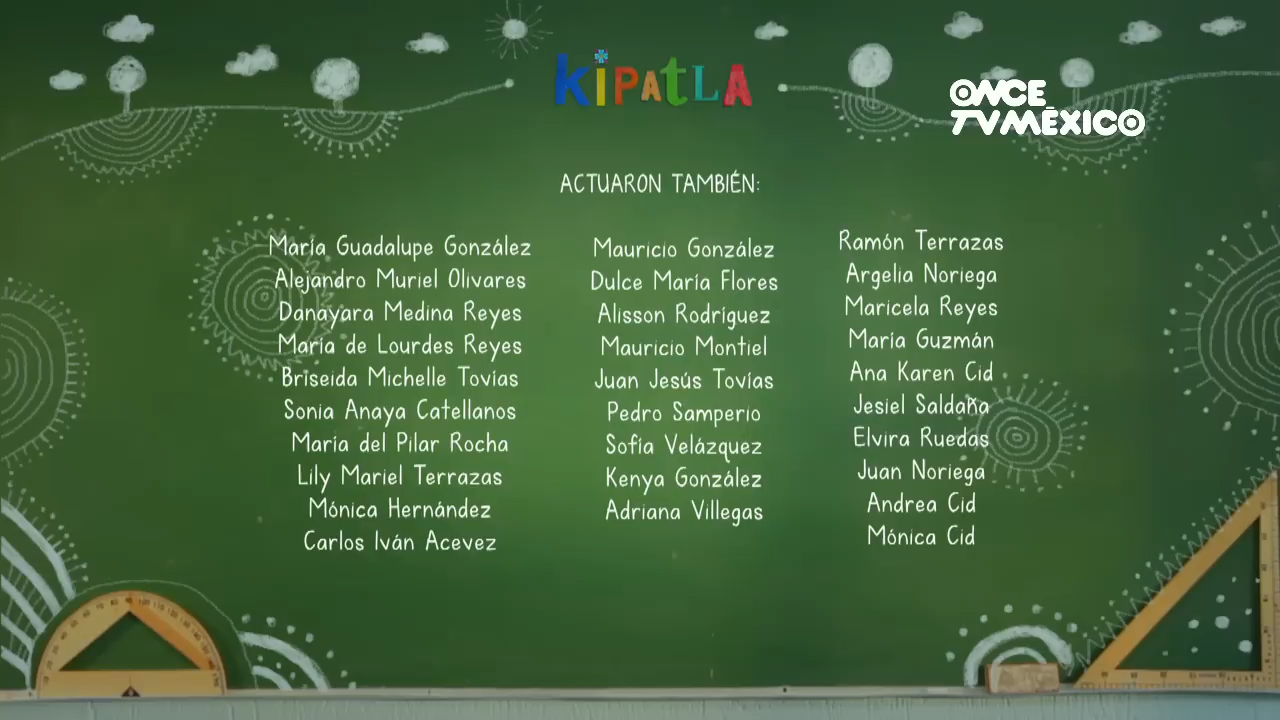 KiPAtLA
ONCE
TV MÉXICO
ACTUARON TAMBIÉN:
María Guadalupe González
Alejandro Muriel Olivares
Danayara Medina Reyes
María de Lourdes Reyes
Briseida Michelle Tovías
Sonia Anaya Catellanos
María del Pilar Rocha
Lily Mariel Terrazas
Mónica Hernández
Carlos Iván Acevez
Mauricio González
Dulce María Flores
Alisson Rodríguez
Mauricio Montiel
Juan Jesús Tovías
Pedro Samperio
Sofía Velázquez
Kenya González
Adriana Villegas
Ramón Terrazas
Argelia Noriega
Maricela Reyes
María Guzmán
Ana Karen Cid
Jesiel Saldaña
Elvira Ruedas
Juan Noriega
Andrea Cid
Mónica Cid